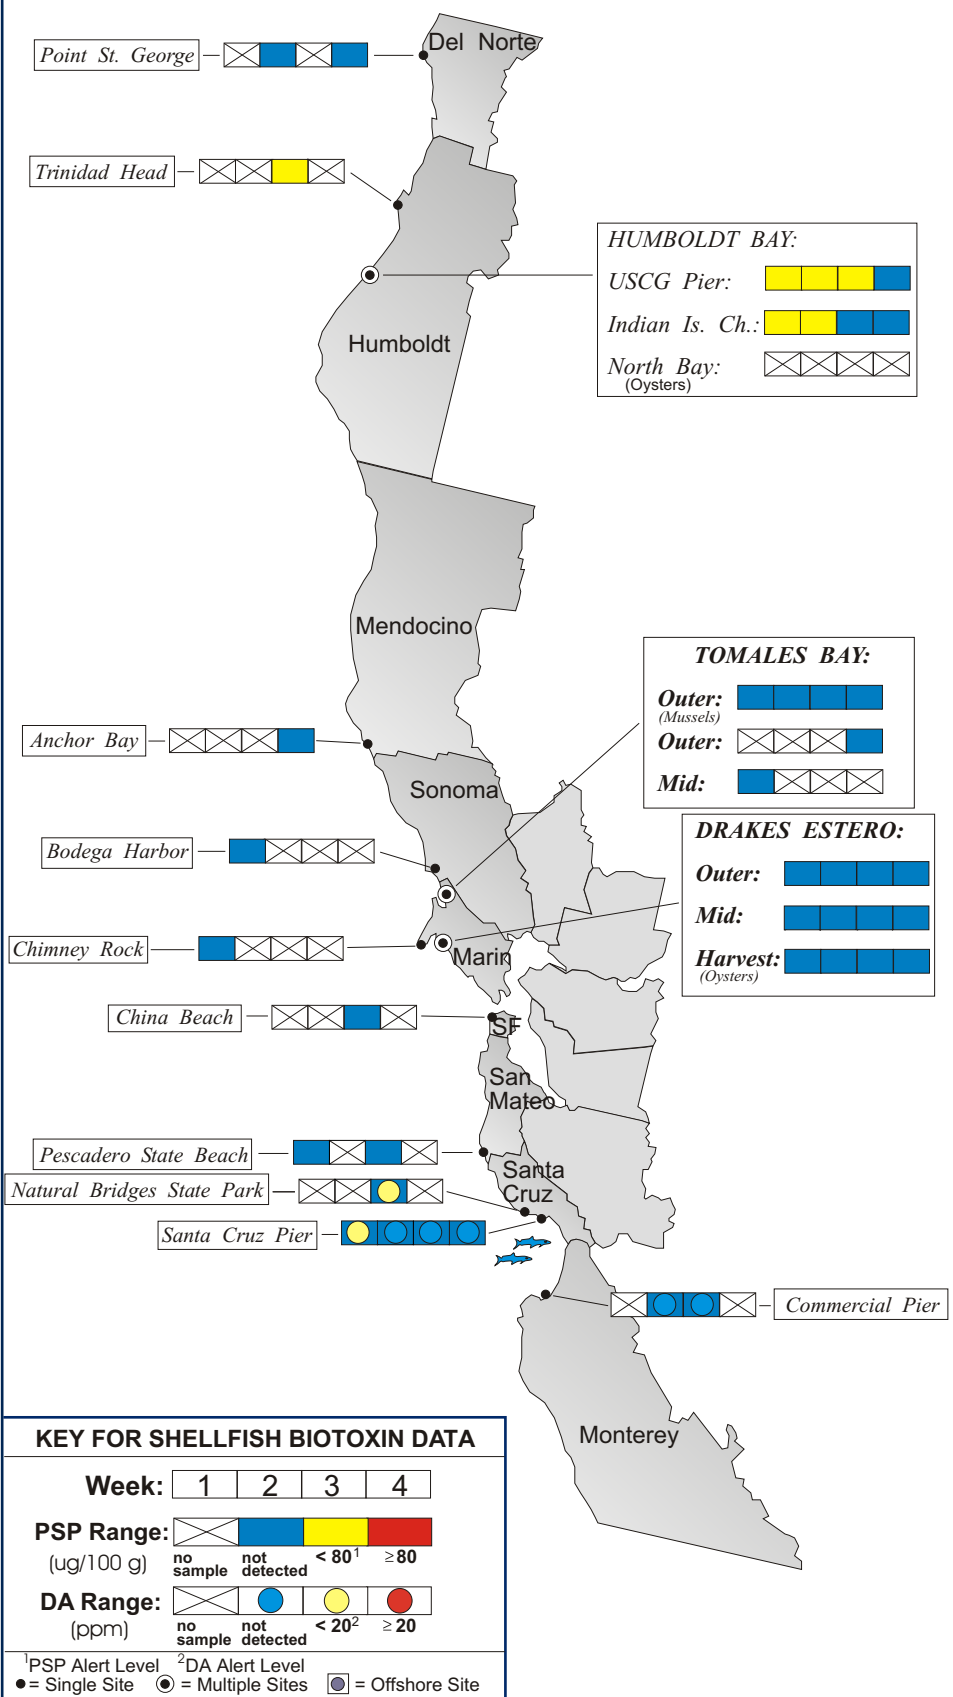 Point St. George
Del Norte
Trinidad Head
HUMBOLDT BAY:
USCG Pier:
Indian Is. Ch.:
North Bay:
(Oysters)
Humboldt
Mendocino
TOMALES BAY:
Outer:
(Mussels)
Outer:
Mid:
Anchor Bay
Sonoma
DRAKES ESTERO:
Outer:
Mid:
Harvest:
(Oysters)
Bodega Harbor
Chimney Rock
Marin
China Beach
SF
San
Mateo
Pescadero State Beach
Santa
Cruz
Natural Bridges State Park
Santa Cruz Pier
Commercial Pier
Monterey
KEY FOR SHELLFISH BIOTOXIN DATA
Week: 1 2 3 4
PSP Range:
(ug/100 g)
no sample not detected < 80¹ ≥80
DA Range:
(ppm)
no sample not detected < 20² ≥ 20
¹PSP Alert Level ²DA Alert Level
= Single Site = Multiple Sites = Offshore Site